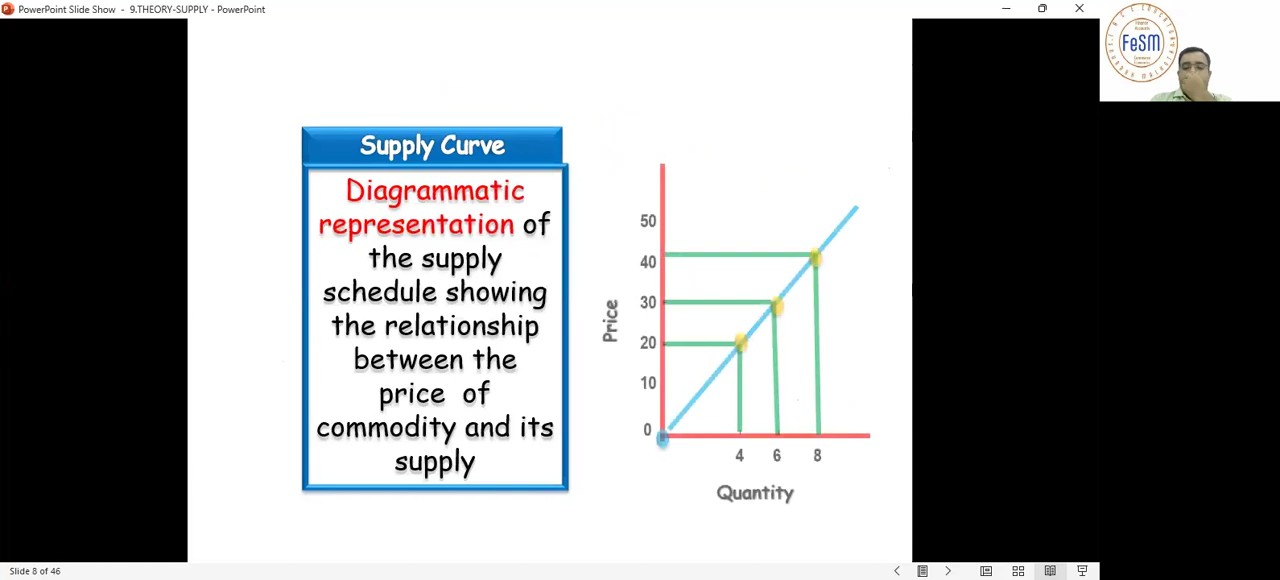 PowerPoint Slide Show - 9.THEORY-SUPPLY - PowerPoint
FeSM
Supply Curve
Diagrammatic
representation of
the supply
schedule showing
the relationship
between the
price of
commodity and its
supply
Price
50
40
30
20
10
0
4 6 8
Quantity
Slide 8 of 46